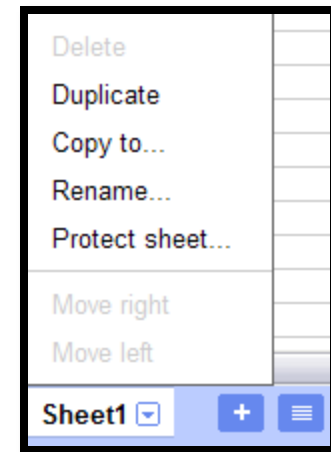 Delete
Duplicate
Copy to...
Rename...
Protect sheet...
Move right
Move left
Sheet1
+